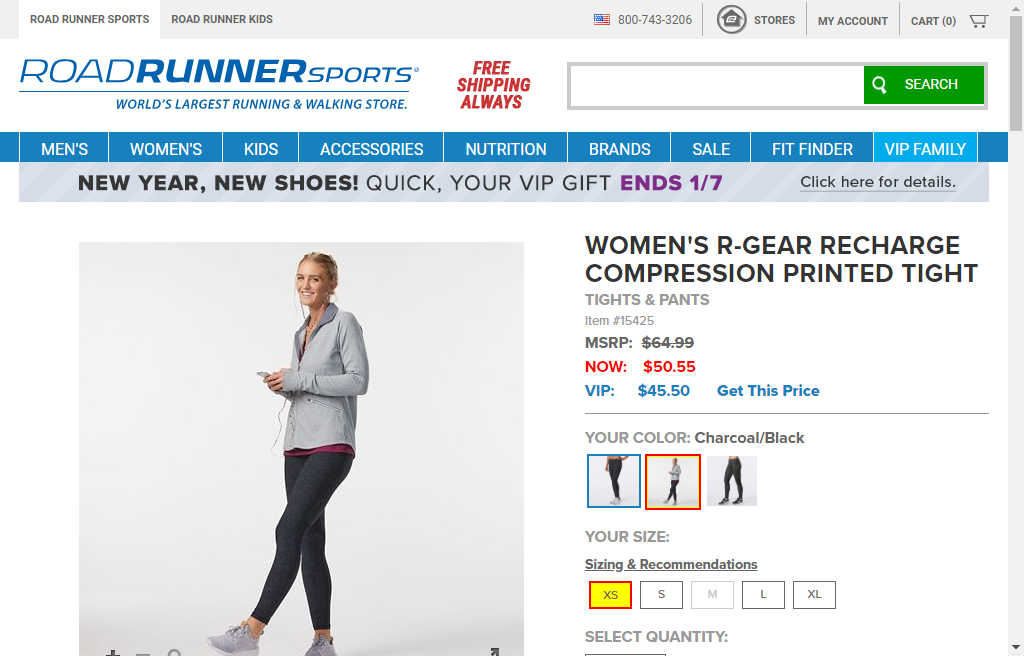 ROAD RUNNER SPORTS
ROAD RUNNER KIDS
800-743-3206
STORES
MY ACCOUNT
CART (0)
ROADRUNNERSPORTS
WORLD'S LARGEST RUNNING & WALKING STORE.
FREE
SHIPPING
ALWAYS
SEARCH
MEN'S
WOMEN'S
KIDS
ACCESSORIES
NUTRITION
BRANDS
SALE
FIT FINDER
VIP FAMILY
NEW YEAR, NEW SHOES! QUICK, YOUR VIP GIFT ENDS 1/7
Click here for details.
WOMEN'S R-GEAR RECHARGE
COMPRESSION PRINTED TIGHT
TIGHTS & PANTS
Item #15425
MSRP: $64.99
NOW: $50.55
VIP: $45.50 Get This Price
YOUR COLOR: Charcoal/Black
YOUR SIZE:
Sizing & Recommendations
XS S M L XL
SELECT QUANTITY: